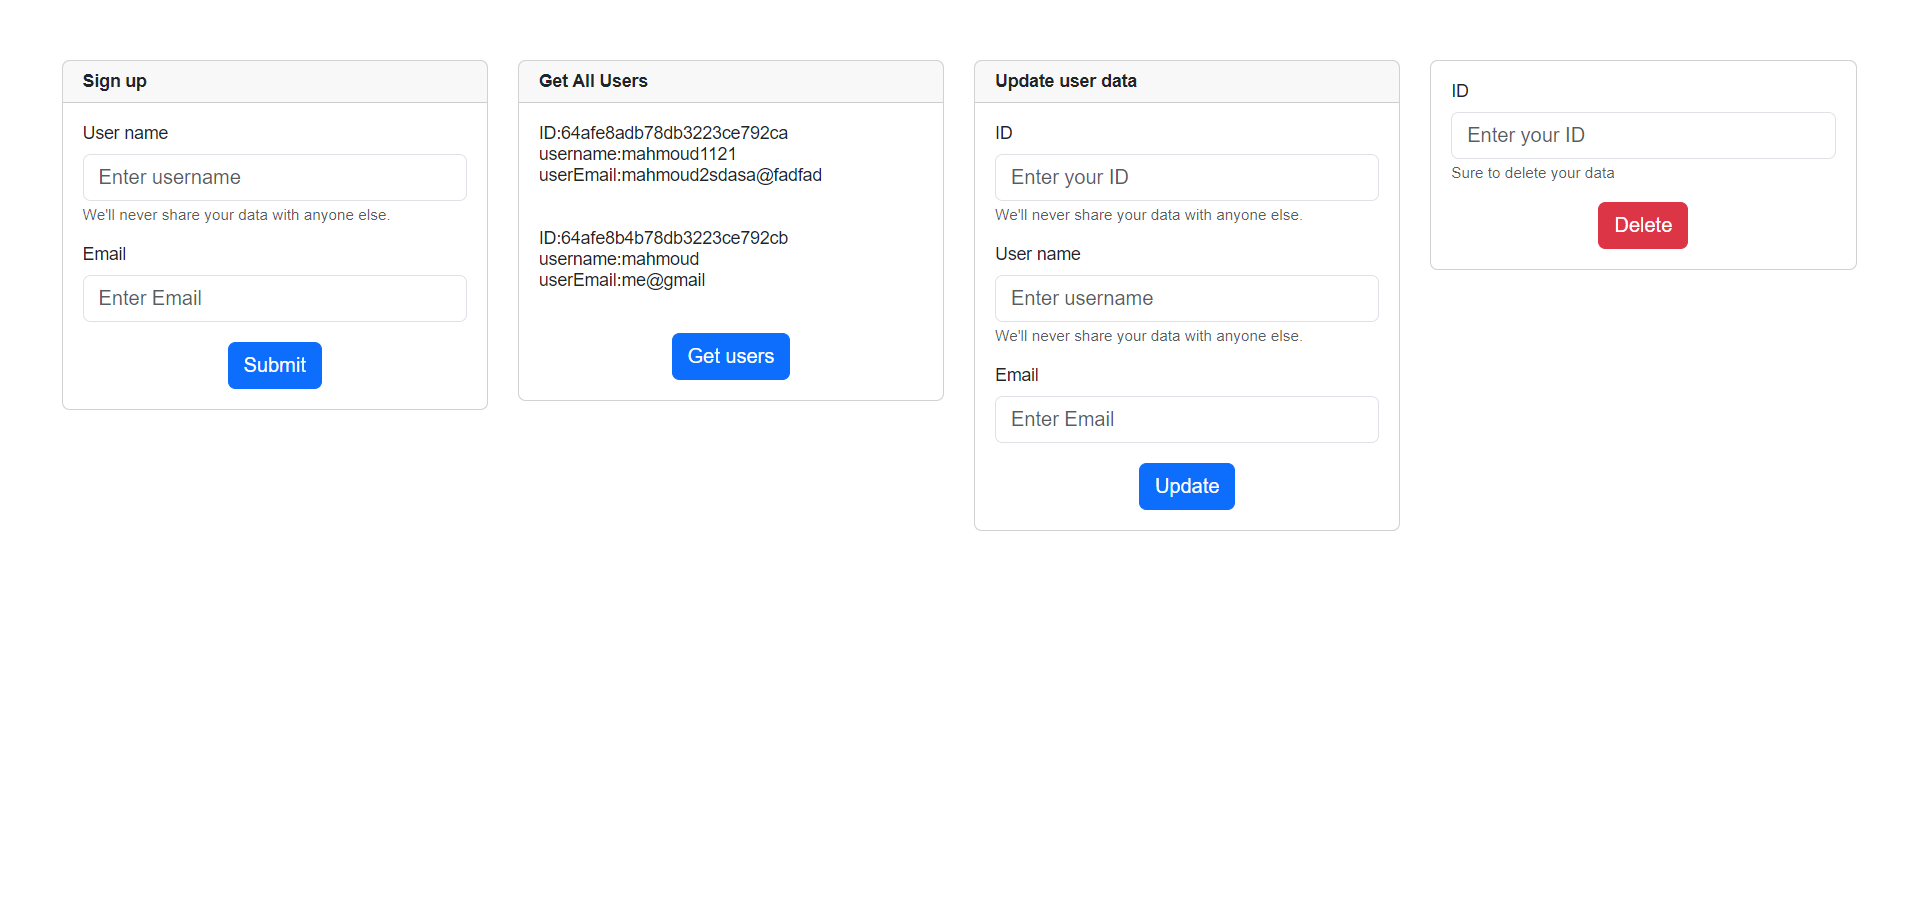 Sign up
User name
Enter username
We'll never share your data with anyone else.
Email
Enter Email
Submit
Get All Users
ID:64afe8adb78db3223ce792ca
username:mahmoud1121
userEmail:mahmoud2sdasa@fadfad
ID:64afe8b4b78db3223ce792cb
username:mahmoud
userEmail:me@gmail
Get users
Update user data
ID
Enter your ID
We'll never share your data with anyone else.
User name
Enter username
We'll never share your data with anyone else.
Email
Enter Email
Update
ID
Enter your ID
Sure to delete your data
Delete